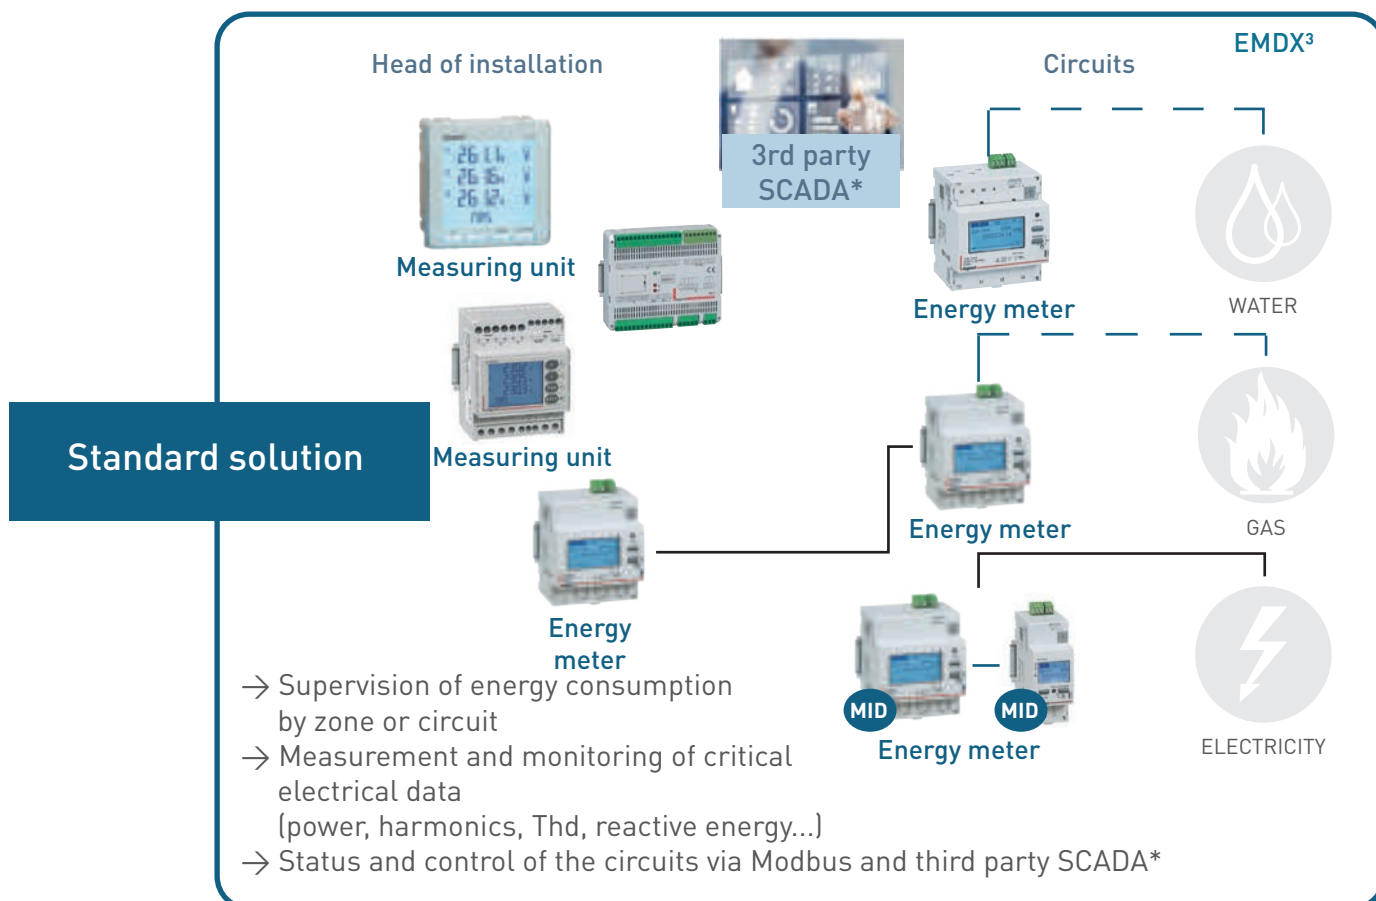 EMDX³
Head of installation
Circuits
3rd party
SCADA*
Measuring unit
Energy meter
WATER
Standard solution
Measuring unit
Energy meter
GAS
Energy
meter
MID
MID
Energy meter
ELECTRICITY
→ Supervision of energy consumption
by zone or circuit
→ Measurement and monitoring of critical
electrical data
(power, harmonics, Thd, reactive energy...)
→ Status and control of the circuits via Modbus and third party SCADA*